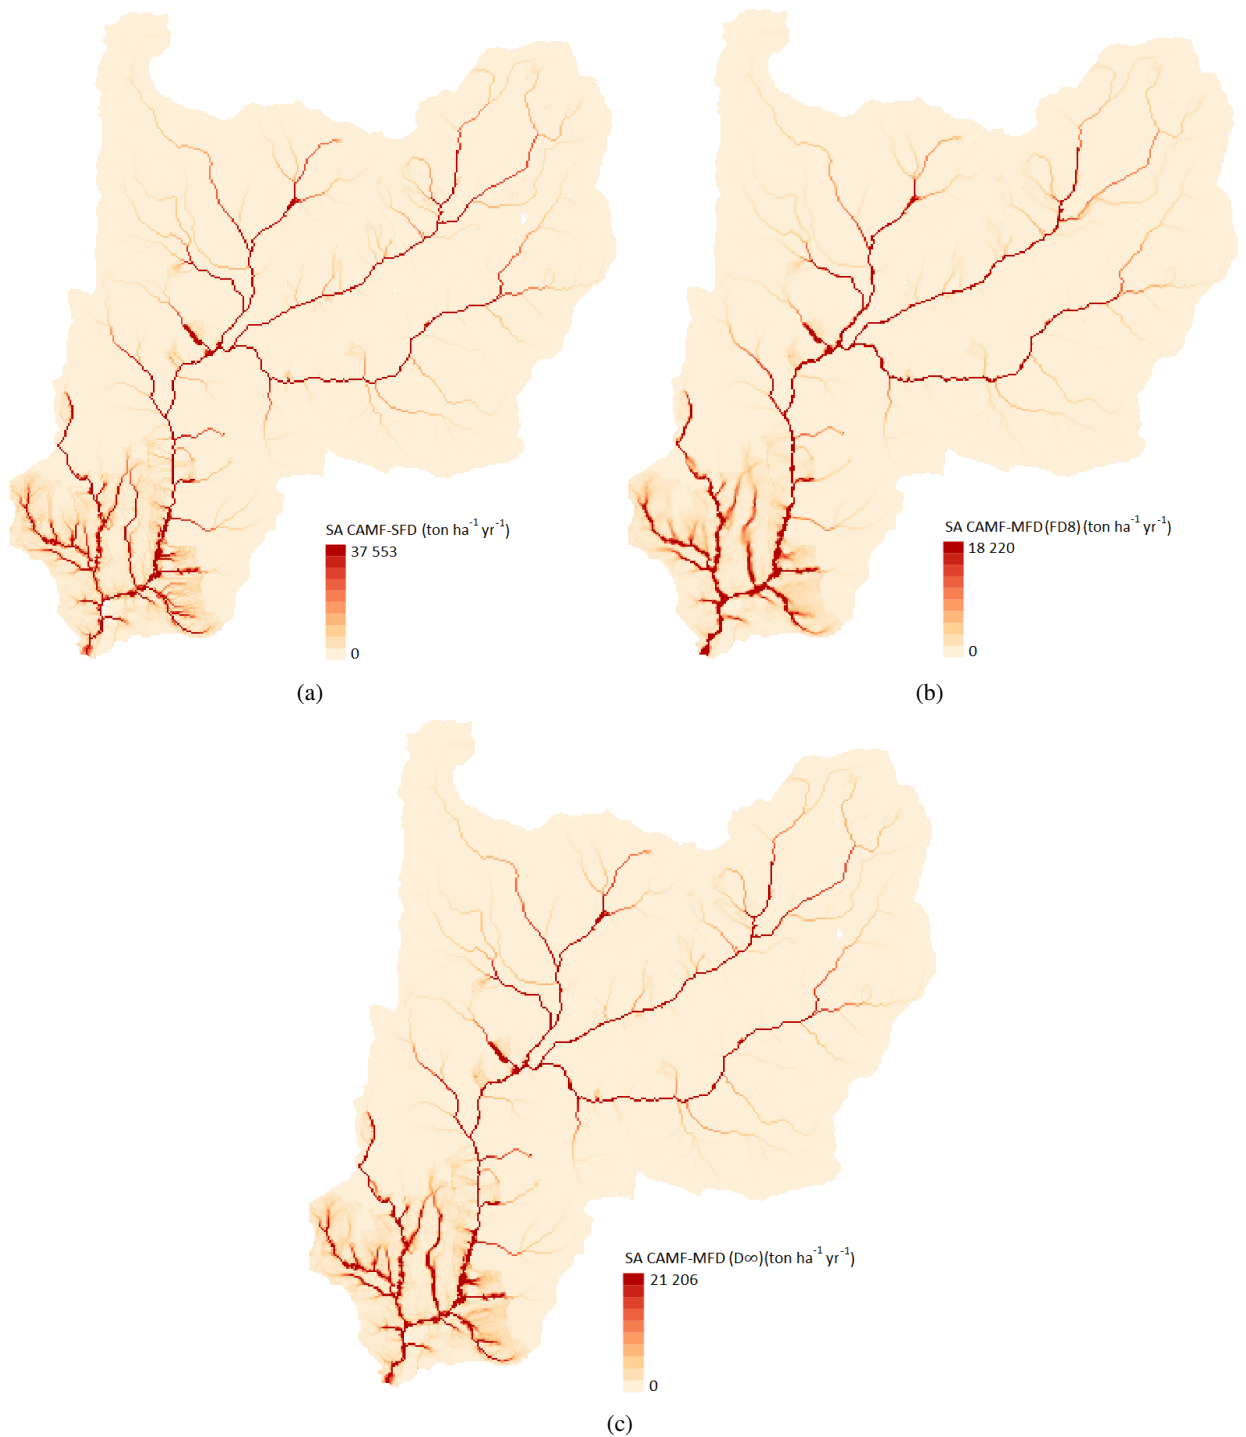 SA CAMF-SFD (ton ha⁻¹ yr⁻¹)
37 553
0
(a)
SA CAMF-MFD (FD8) (ton ha⁻¹ yr⁻¹)
18 220
0
(b)
SA CAMF-MFD (D∞)(ton ha⁻¹ yr⁻¹)
21 206
0
(c)